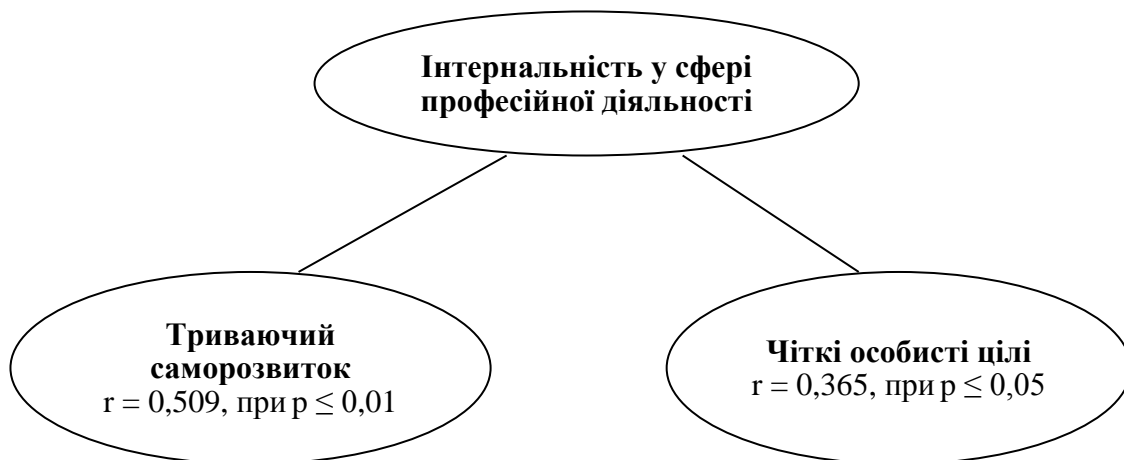 Інтернальність у сфері
професійної діяльності
Триваючий
саморозвиток
r = 0,509, при p ≤ 0,01
Чіткі особисті цілі
r = 0,365, при p ≤ 0,05